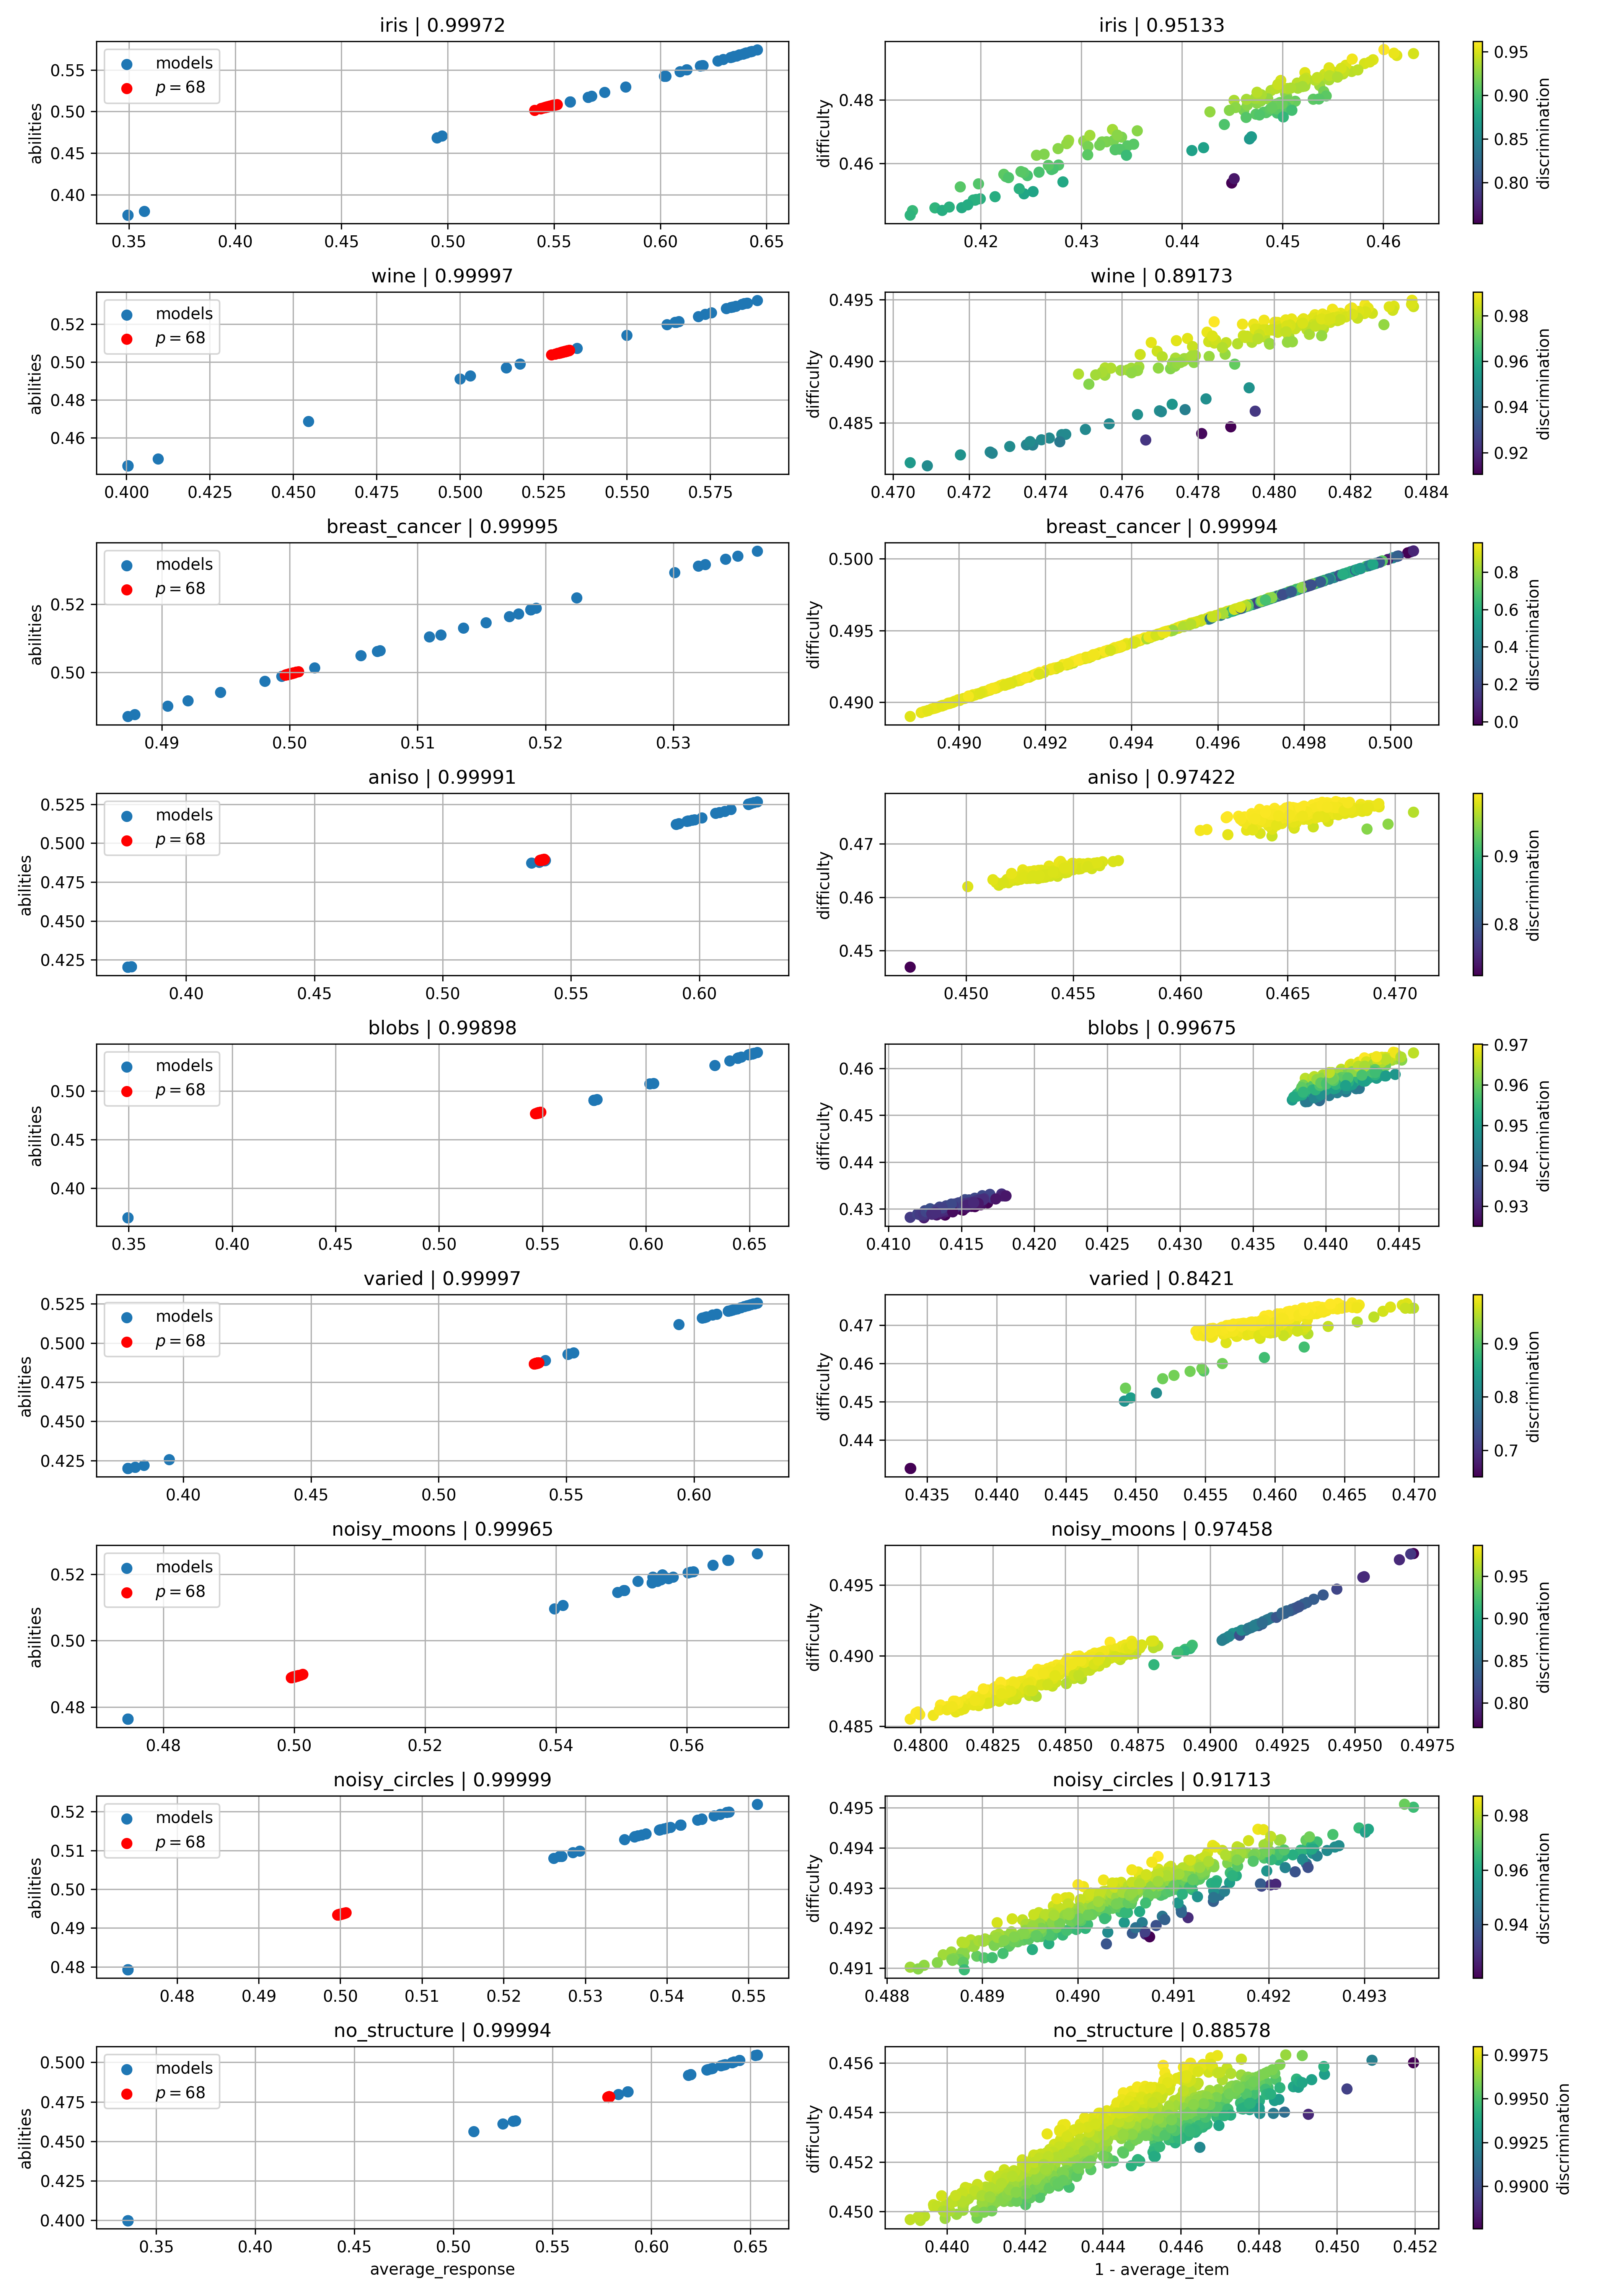 iris | 0.99972
models
p = 68
abilities
0.55
0.50
0.45
0.40
0.35 0.40 0.45 0.50 0.55 0.60 0.65
iris | 0.95133
difficulty
0.48
0.46
0.42 0.43 0.44 0.45 0.46
0.95
0.90
0.85
0.80
discrimination
wine | 0.99997
models
p = 68
abilities
0.52
0.50
0.48
0.46
0.400 0.425 0.450 0.475 0.500 0.525 0.550 0.575
wine | 0.89173
difficulty
0.495
0.490
0.485
0.470 0.472 0.474 0.476 0.478 0.480 0.482 0.484
0.98
0.96
0.94
0.92
discrimination
breast_cancer | 0.99995
models
p = 68
abilities
0.52
0.50
0.49 0.50 0.51 0.52 0.53
breast_cancer | 0.99994
difficulty
0.500
0.495
0.490
0.490 0.492 0.494 0.496 0.498 0.500
0.8
0.6
0.4
0.2
0.0
discrimination
aniso | 0.99991
models
p = 68
abilities
0.525
0.500
0.475
0.450
0.425
0.40 0.45 0.50 0.55 0.60
aniso | 0.97422
difficulty
0.47
0.46
0.45
0.450 0.455 0.460 0.465 0.470
0.9
0.8
discrimination
blobs | 0.99898
models
p = 68
abilities
0.50
0.45
0.40
0.35 0.40 0.45 0.50 0.55 0.60 0.65
blobs | 0.99675
difficulty
0.46
0.45
0.44
0.43
0.410 0.415 0.420 0.425 0.430 0.435 0.440 0.445
0.97
0.96
0.95
0.94
0.93
discrimination
varied | 0.99997
models
p = 68
abilities
0.525
0.500
0.475
0.450
0.425
0.40 0.45 0.50 0.55 0.60
varied | 0.8421
difficulty
0.47
0.46
0.45
0.44
0.435 0.440 0.445 0.450 0.455 0.460 0.465 0.470
0.9
0.8
0.7
discrimination
noisy_moons | 0.99965
models
p = 68
abilities
0.52
0.50
0.48
0.48 0.50 0.52 0.54 0.56
noisy_moons | 0.97458
difficulty
0.495
0.490
0.485
0.4800 0.4825 0.4850 0.4875 0.4900 0.4925 0.4950 0.4975
0.95
0.90
0.85
0.80
discrimination
noisy_circles | 0.99999
models
p = 68
abilities
0.52
0.51
0.50
0.49
0.48
0.48 0.49 0.50 0.51 0.52 0.53 0.54 0.55
noisy_circles | 0.91713
difficulty
0.495
0.494
0.493
0.492
0.491
0.488 0.489 0.490 0.491 0.492 0.493
0.98
0.96
0.94
discrimination
no_structure | 0.99994
models
p = 68
abilities
0.500
0.475
0.450
0.425
0.400
0.35 0.40 0.45 0.50 0.55 0.60 0.65
average_response
no_structure | 0.88578
difficulty
0.456
0.454
0.452
0.450
0.440 0.442 0.444 0.446 0.448 0.450 0.452
1 - average_item
0.9975
0.9950
0.9925
0.9900
discrimination